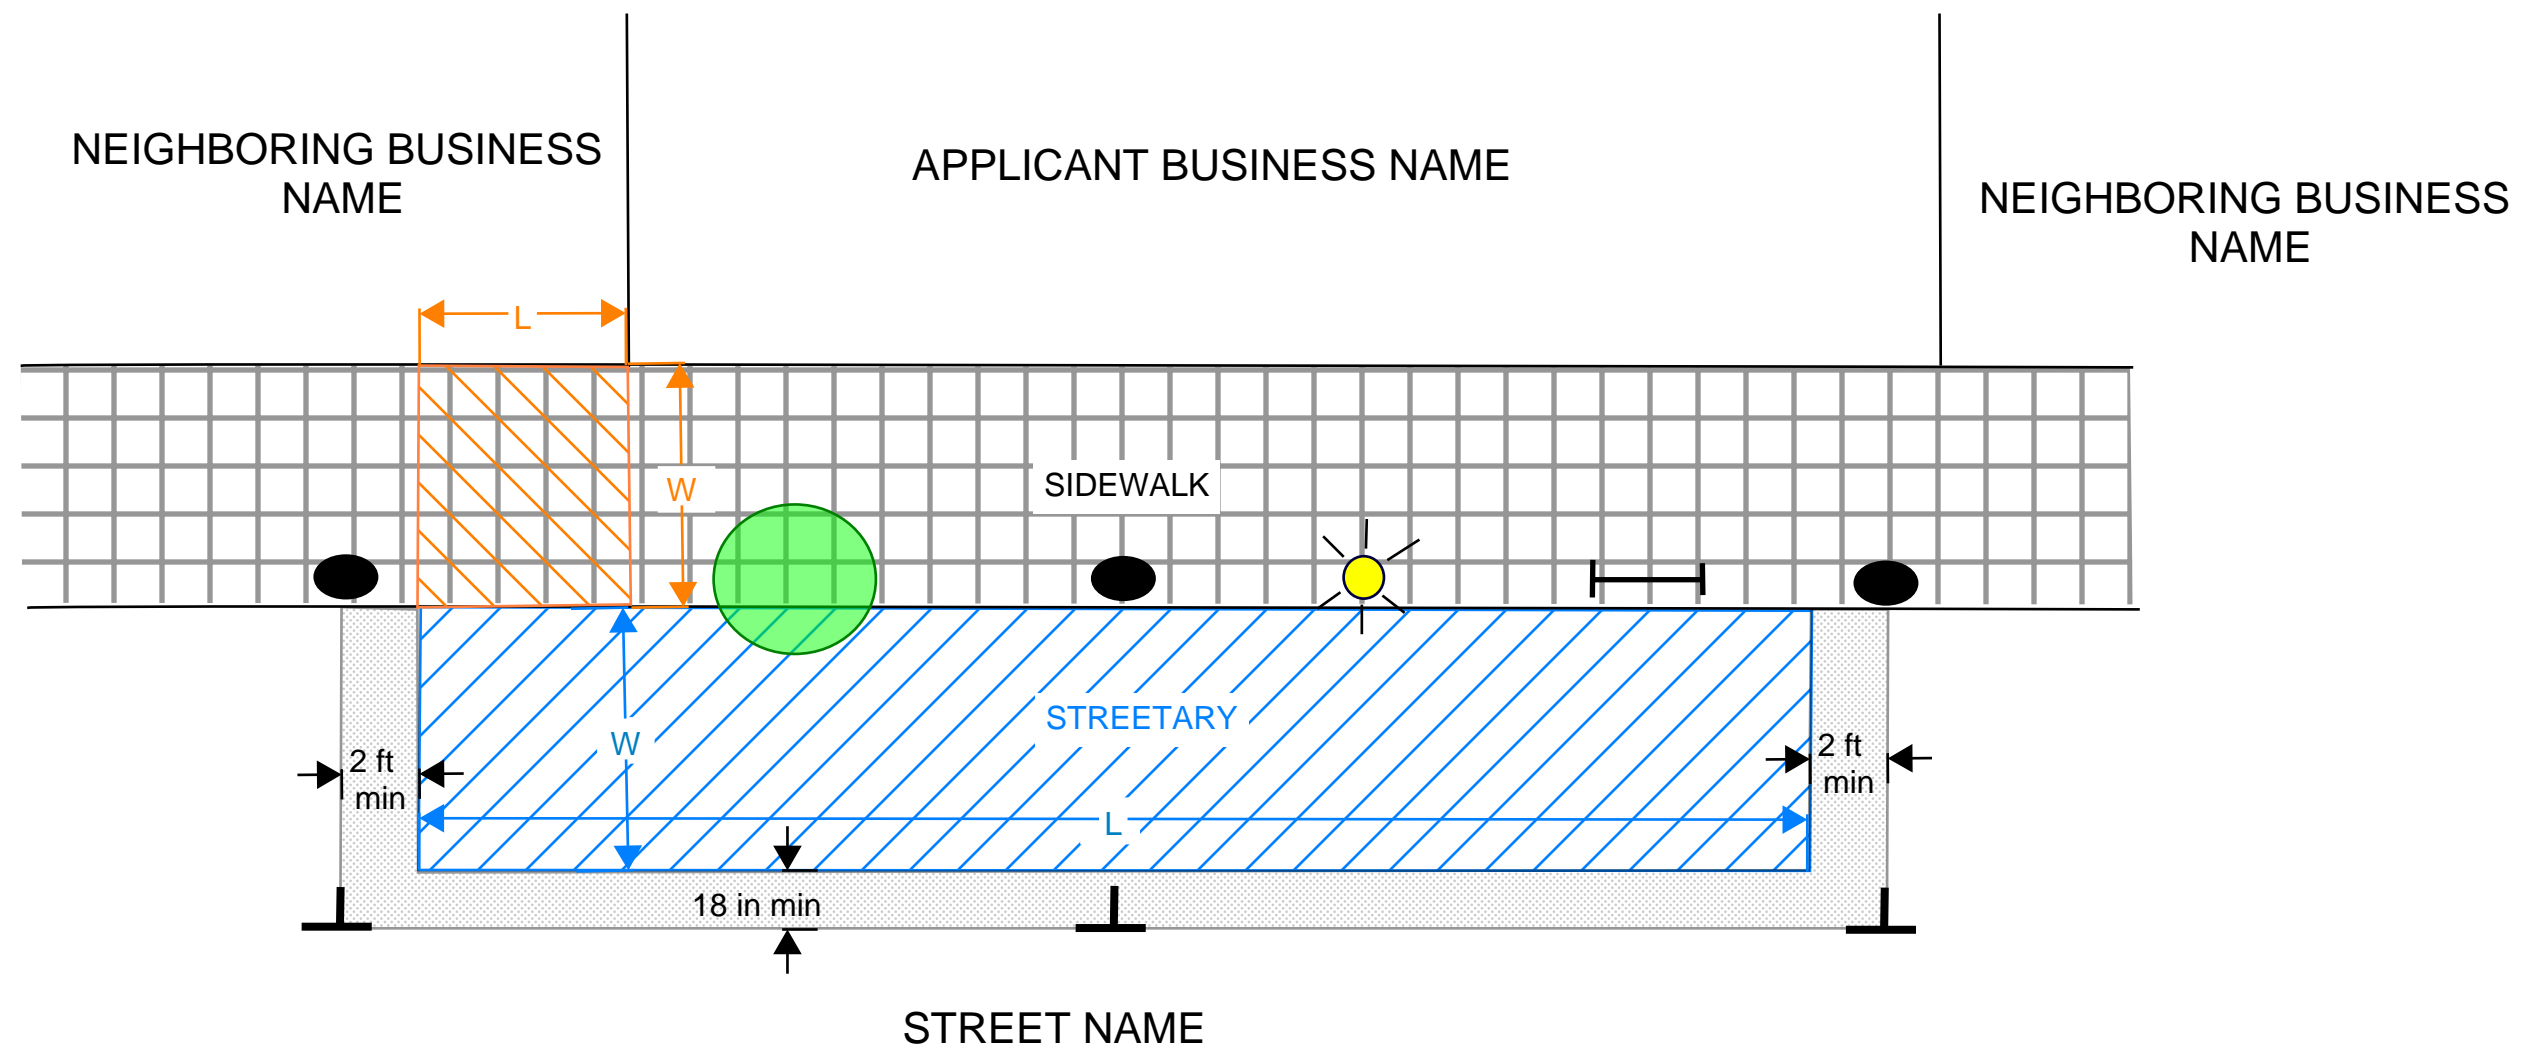 NEIGHBORING BUSINESS
NAME
APPLICANT BUSINESS NAME
NEIGHBORING BUSINESS
NAME
L
W
SIDEWALK
STREETARY
W
2 ft
min
2 ft
min
L
18 in min
STREET NAME